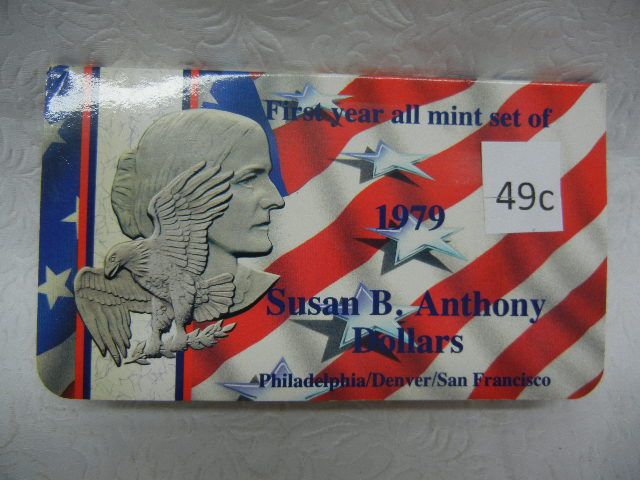 First year all mint set of
49c
1979
Susan B. Anthony
Dollars
Philadelphia/Denver/San Francisco